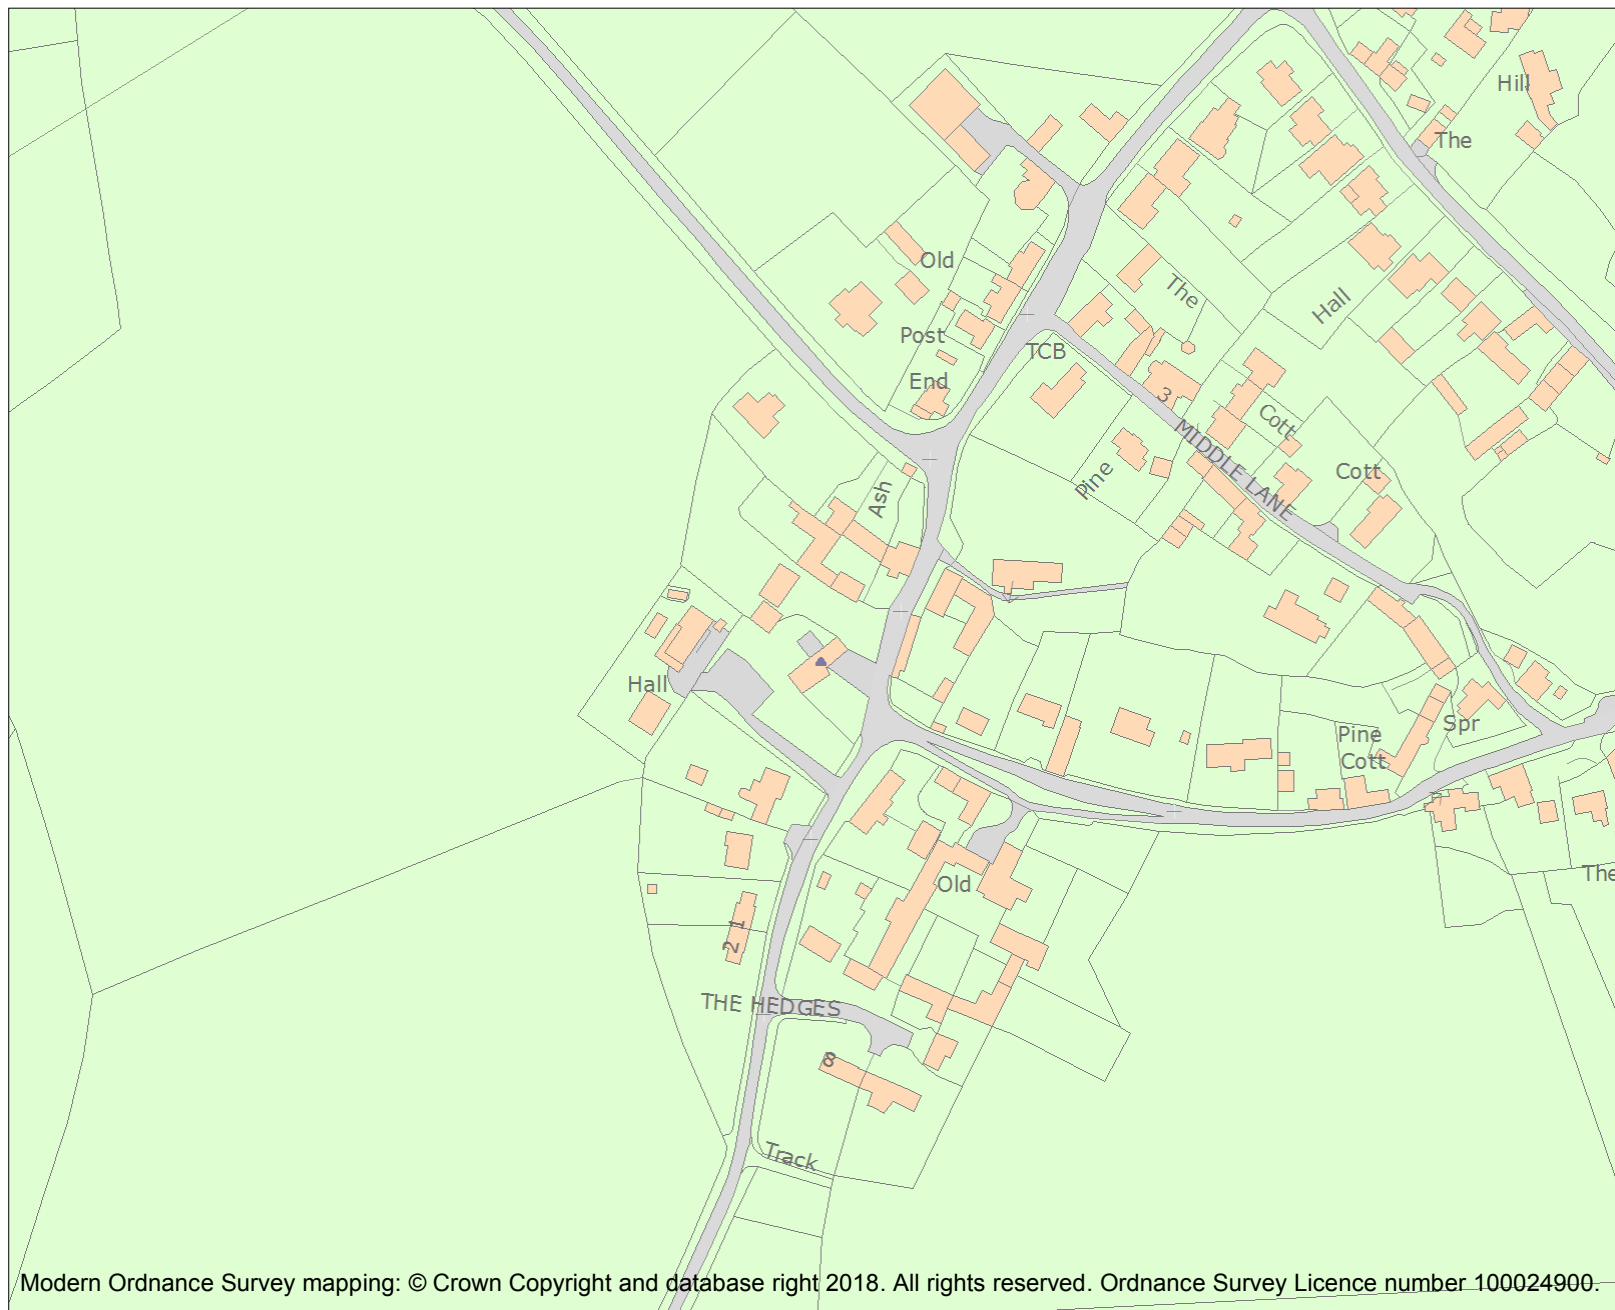 Hill
The
Old
The
Hall
Post
TCB
End
3
Cott
MIDDLE LANE
Cott
Pine
Ash
Hall
Spr
Pine
Cott
The
Old
1
2
THE HEDGES
8
Track
Modern Ordnance Survey mapping: © Crown Copyright and database right 2018. All rights reserved. Ordnance Survey Licence number 100024900.